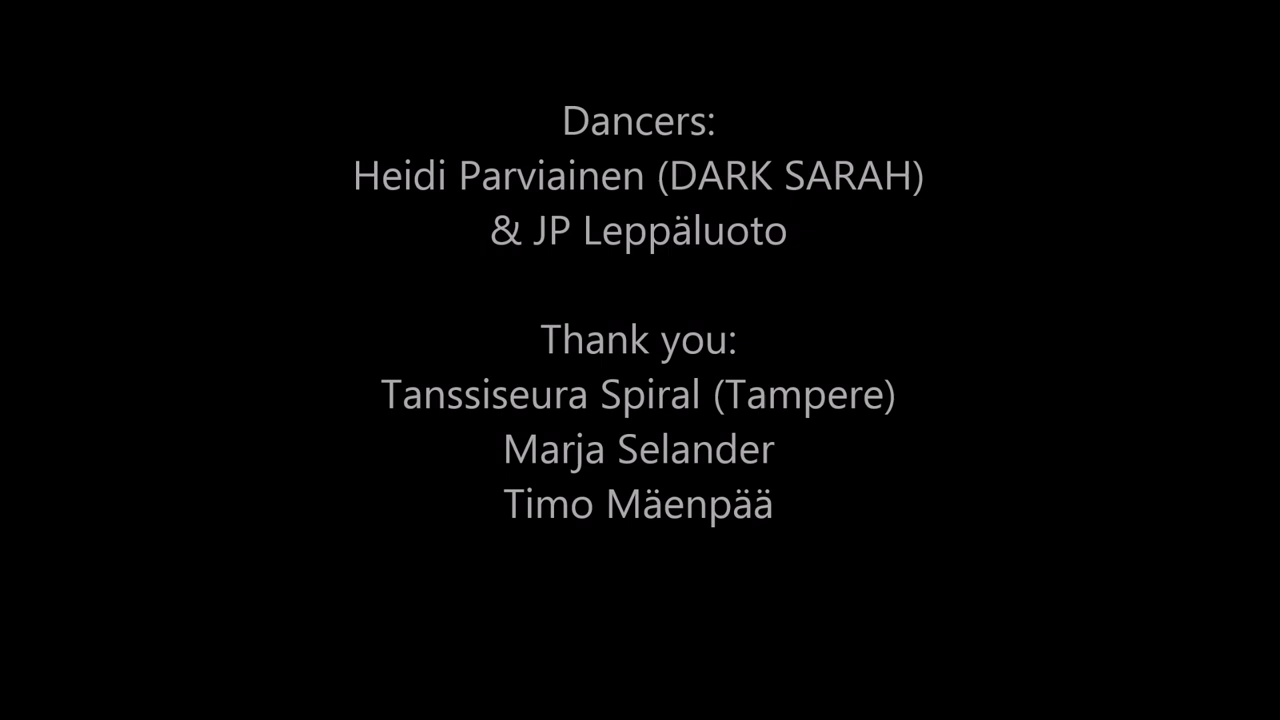 Dancers:
Heidi Parviainen (DARK SARAH)
& JP Leppäluoto
Thank you:
Tanssiseura Spiral (Tampere)
Marja Selander
Timo Mäenpää